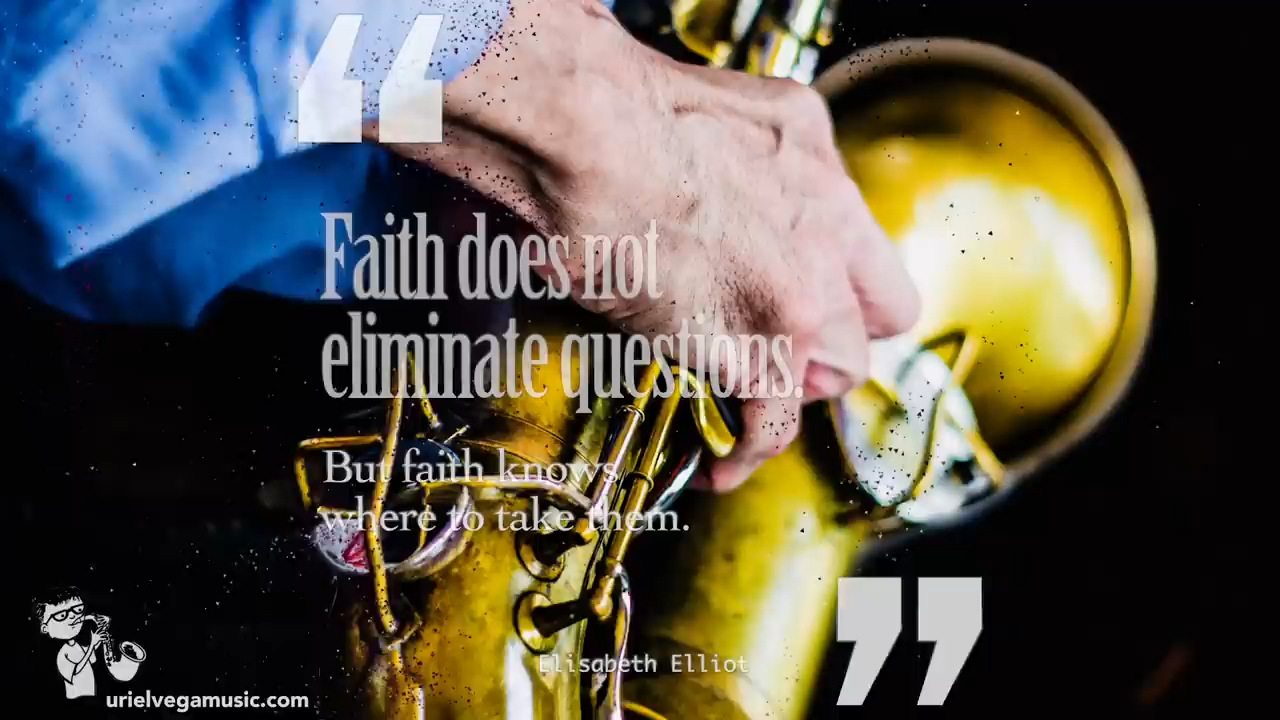 “
Faith does not
eliminate questions.
But faith knows
where to take them.
”
Elisabeth Elliot
urielvegamusic.com